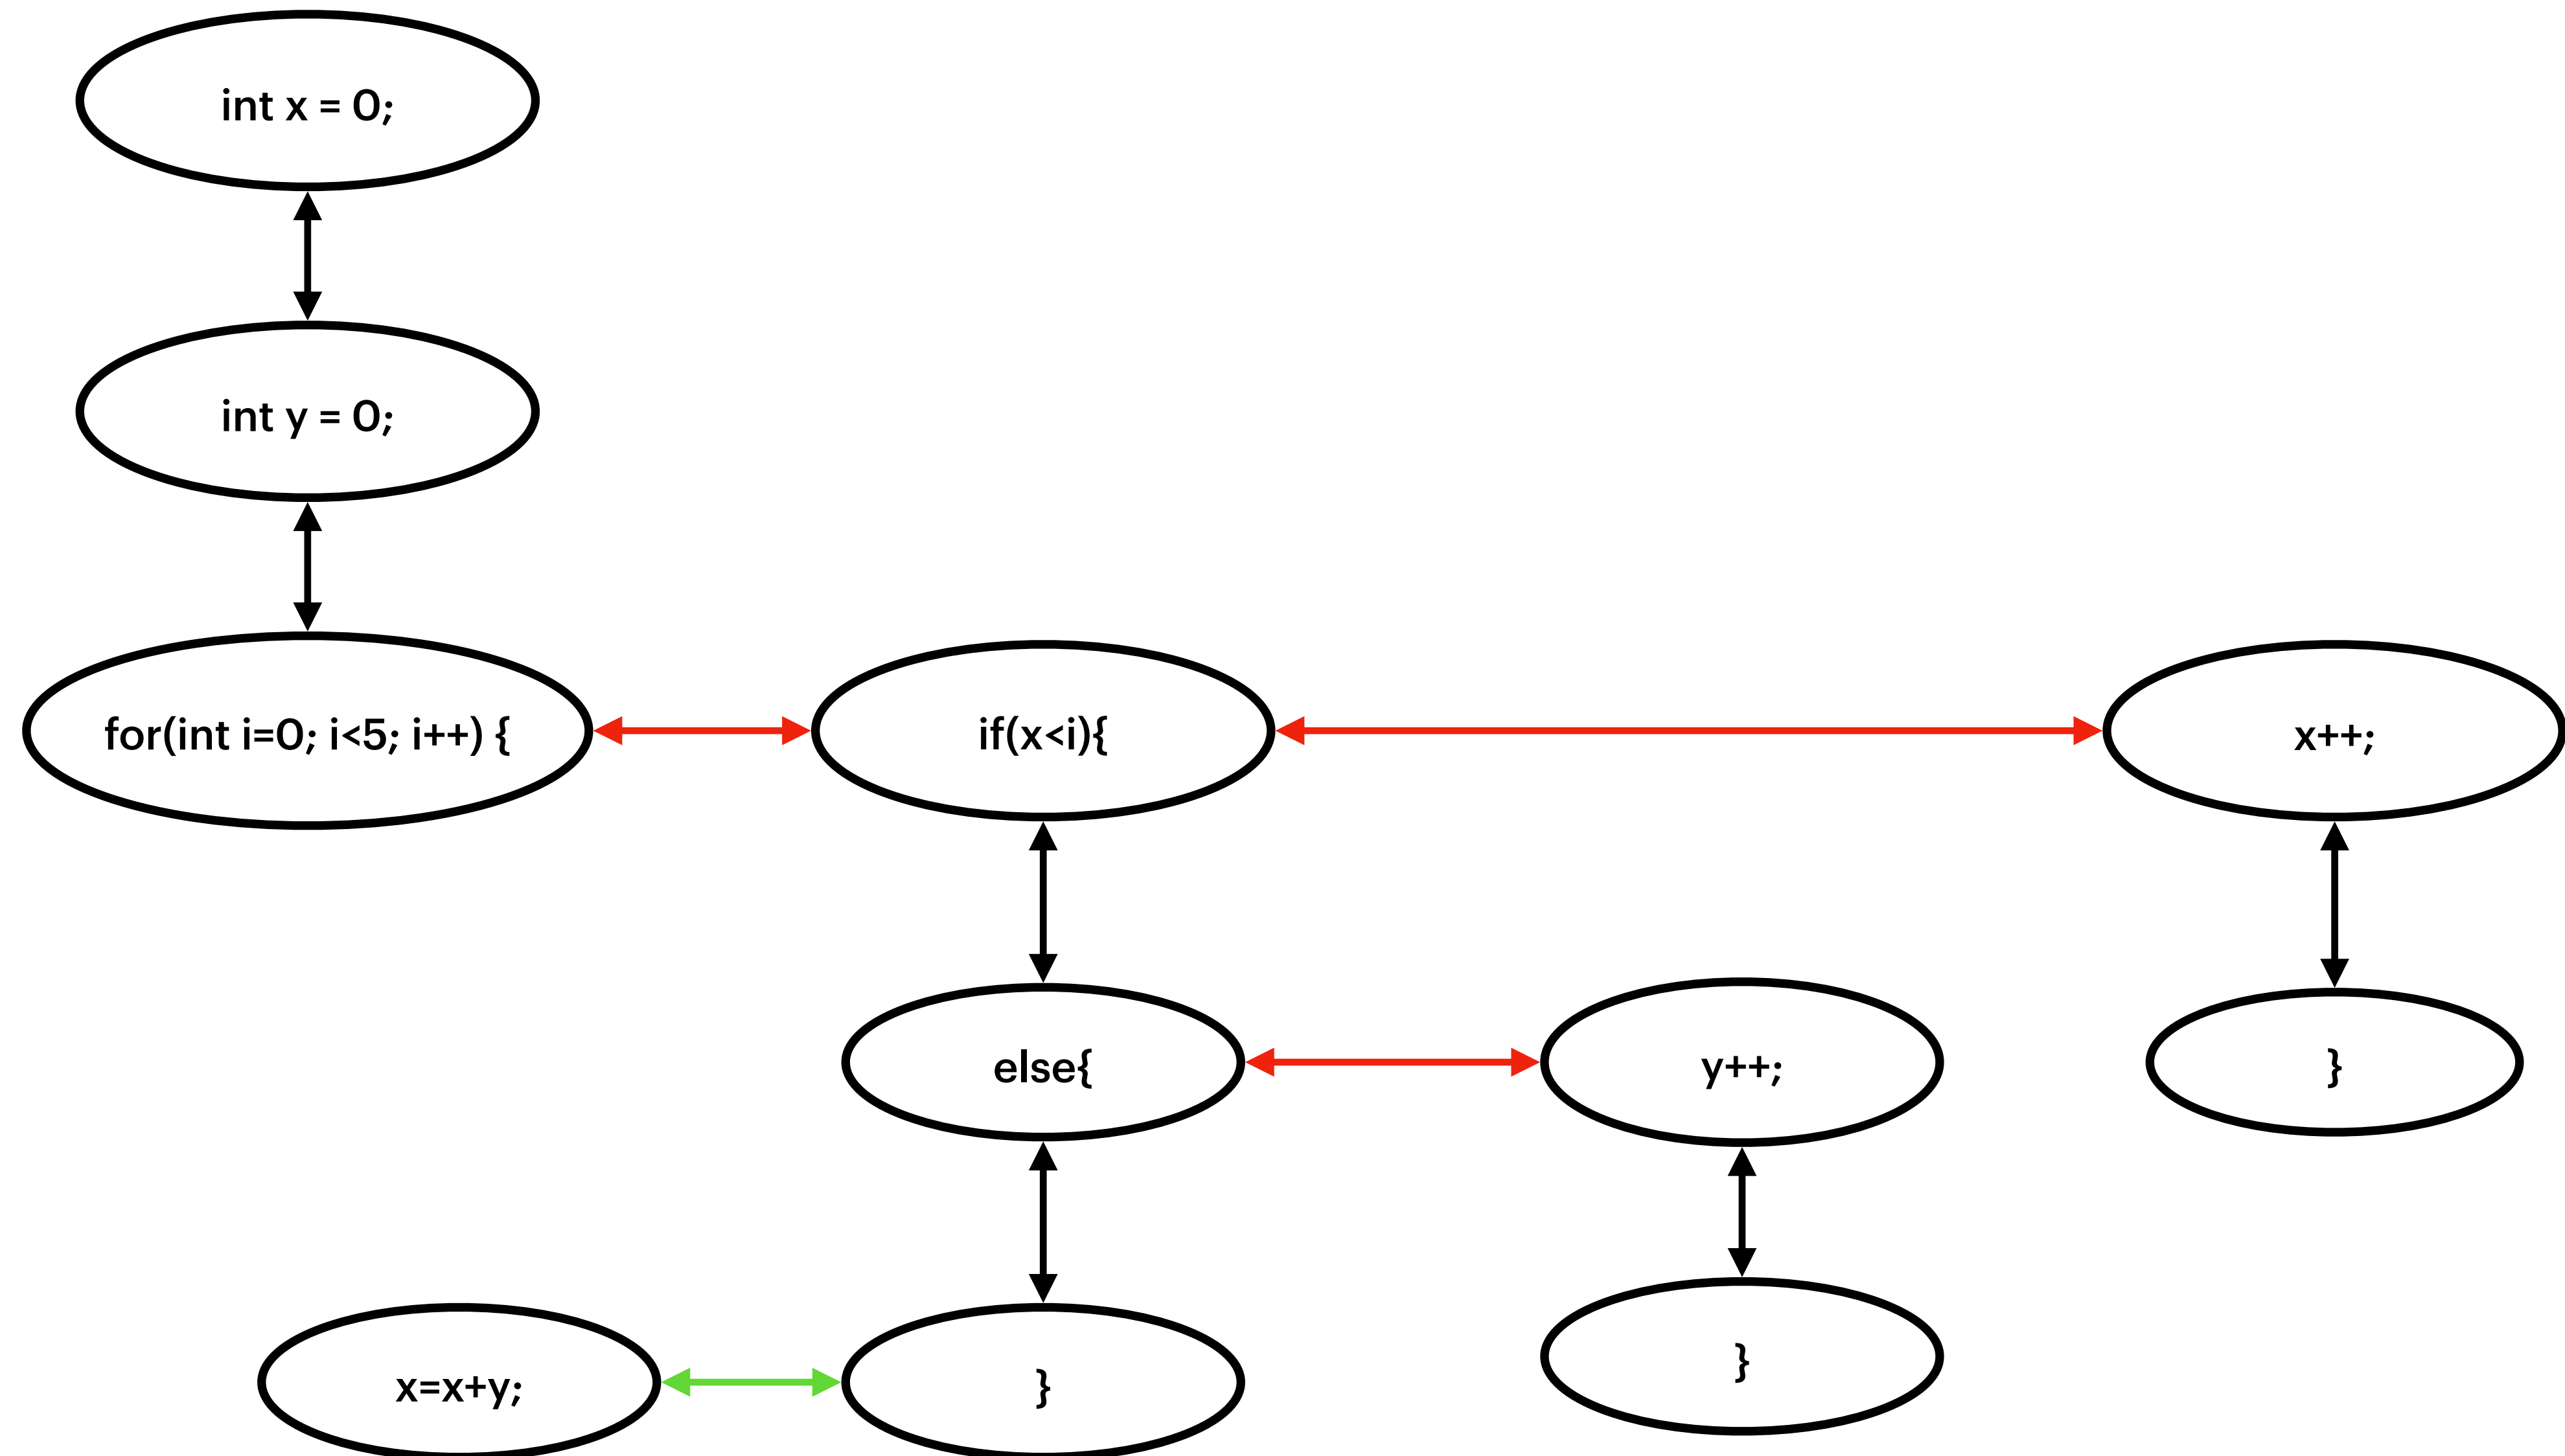 int x = 0;
int y = 0;
for(int i=0; i<5; i++) {
if(x<i){
x++;
else{
y++;
}
x=x+y;
}
}